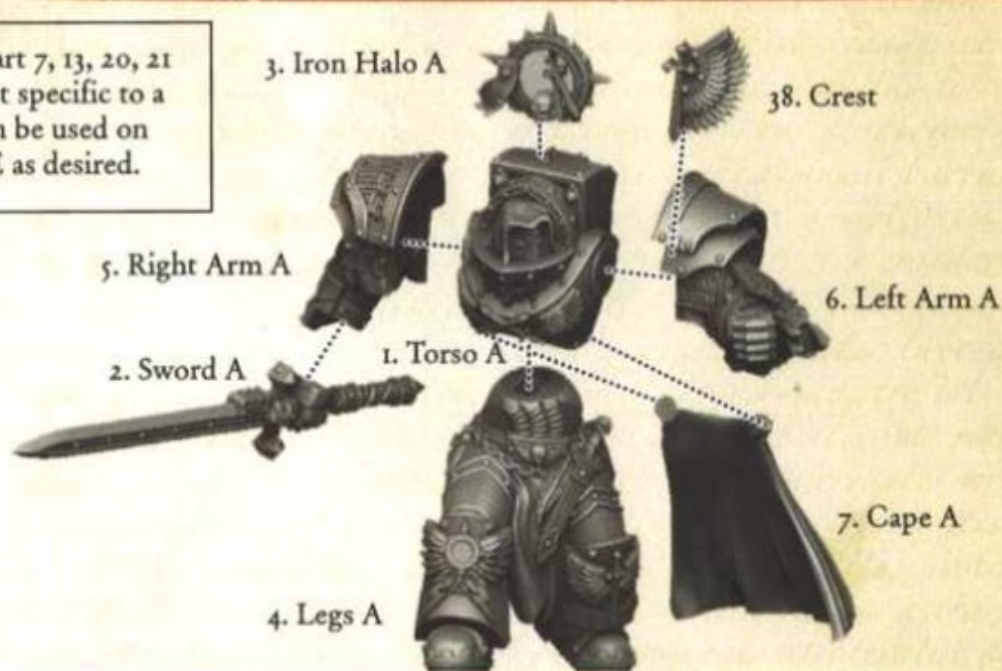 art 7, 13, 20, 21
t specific to a
n be used on
E as desired.
3. Iron Halo A
38. Crest
5. Right Arm A
6. Left Arm A
1. Torso A
2. Sword A
7. Cape A
4. Legs A